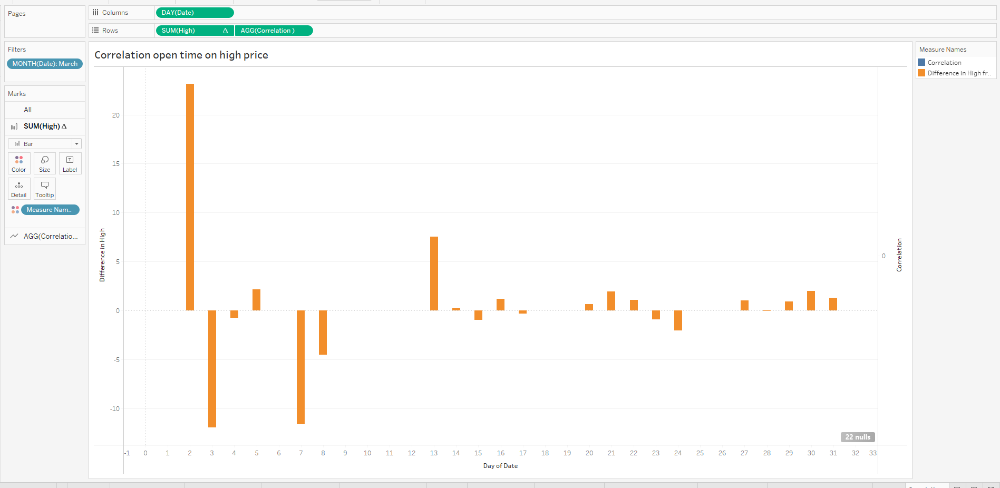 Pages
Columns
DAY(Date)
Rows
SUM(High) Δ
AGG(Correlation )
Filters
MONTH(Date): March
Marks
All
SUM(High) Δ
Bar
Color
Size
Label
Detail
Tooltip
Measure Nam..
AGG(Correlatio...
Correlation open time on high price
Difference in High
20
15
10
5
0
-5
-10
0
Correlation
22 nulls
-1 0 1 2 3 4 5 6 7 8 9 10 11 12 13 14 15 16 17 18 19 20 21 22 23 24 25 26 27 28 29 30 31 32 33
Day of Date
Measure Names
Correlation
Difference in High fr..